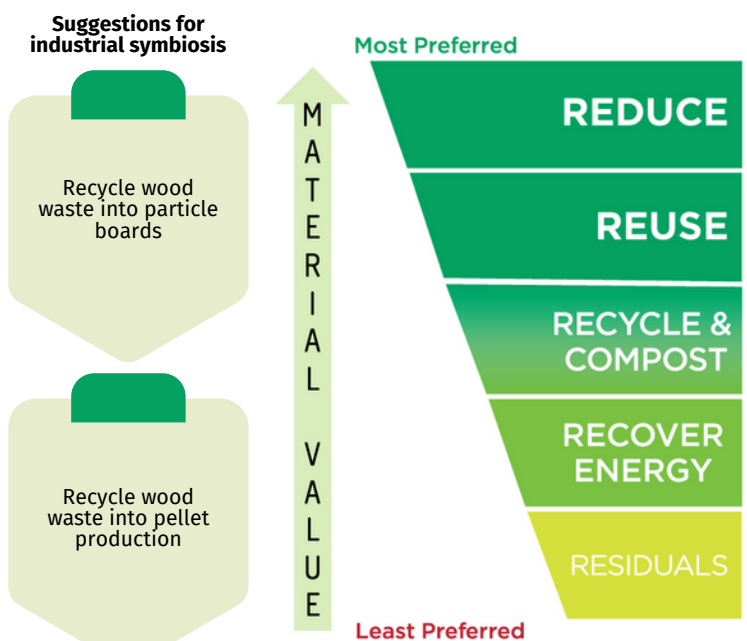 Suggestions for
industrial symbiosis
Recycle wood
waste into particle
boards
Recycle wood
waste into pellet
production
MATERIAL VALUE
Most Preferred
REDUCE
REUSE
RECYCLE &
COMPOST
RECOVER
ENERGY
RESIDUALS
Least Preferred